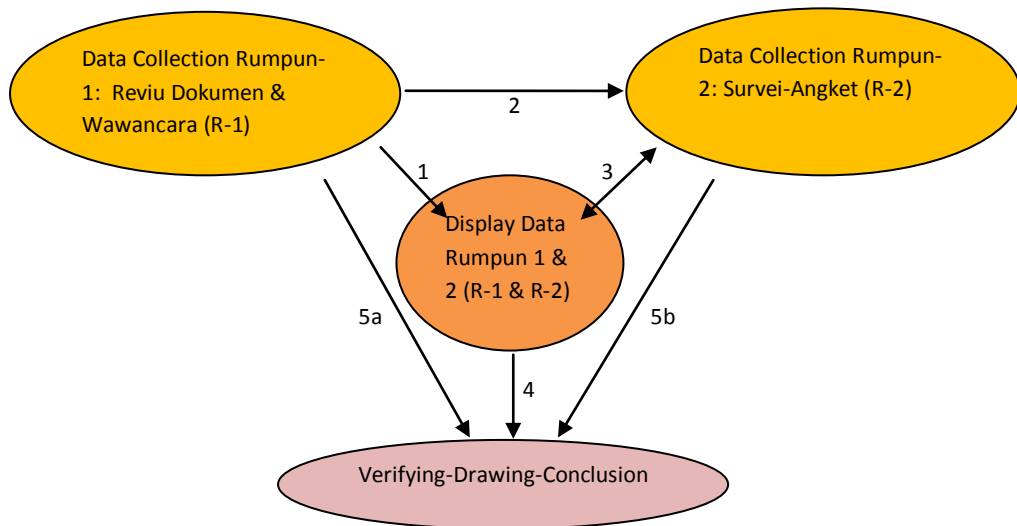 Data Collection Rumpun-
1:  Reviu Dokumen &
Wawancara (R-1)
Data Collection Rumpun-
2: Survei-Angket (R-2)
2
1
3
Display Data
Rumpun 1 &
2 (R-1 & R-2)
5a
5b
4
Verifying-Drawing-Conclusion